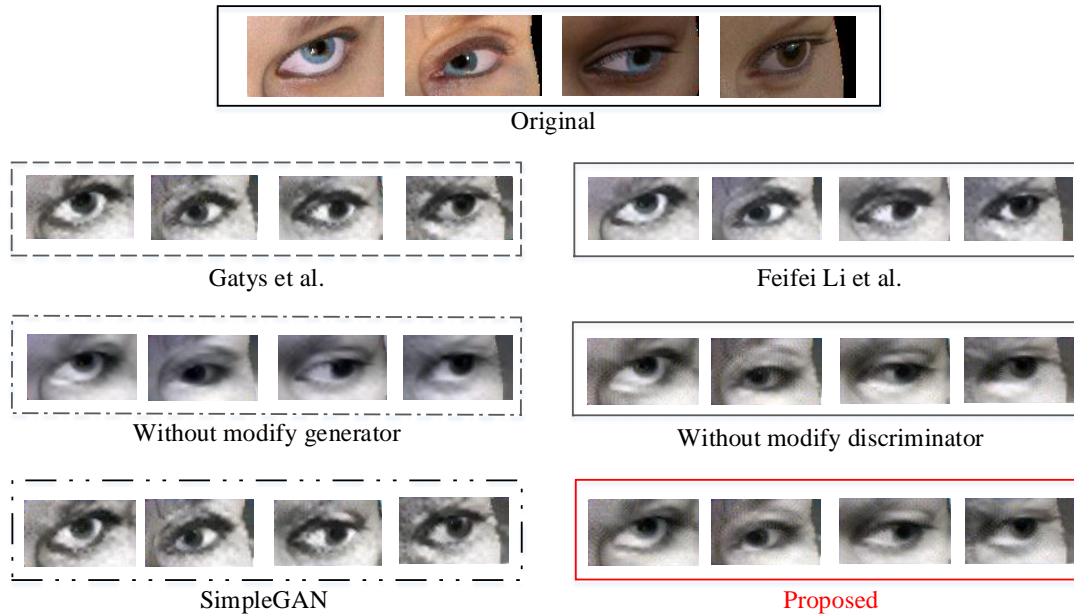 Original
Gatys et al.
Feifei Li et al.
Without modify generator
Without modify discriminator
SimpleGAN
Proposed